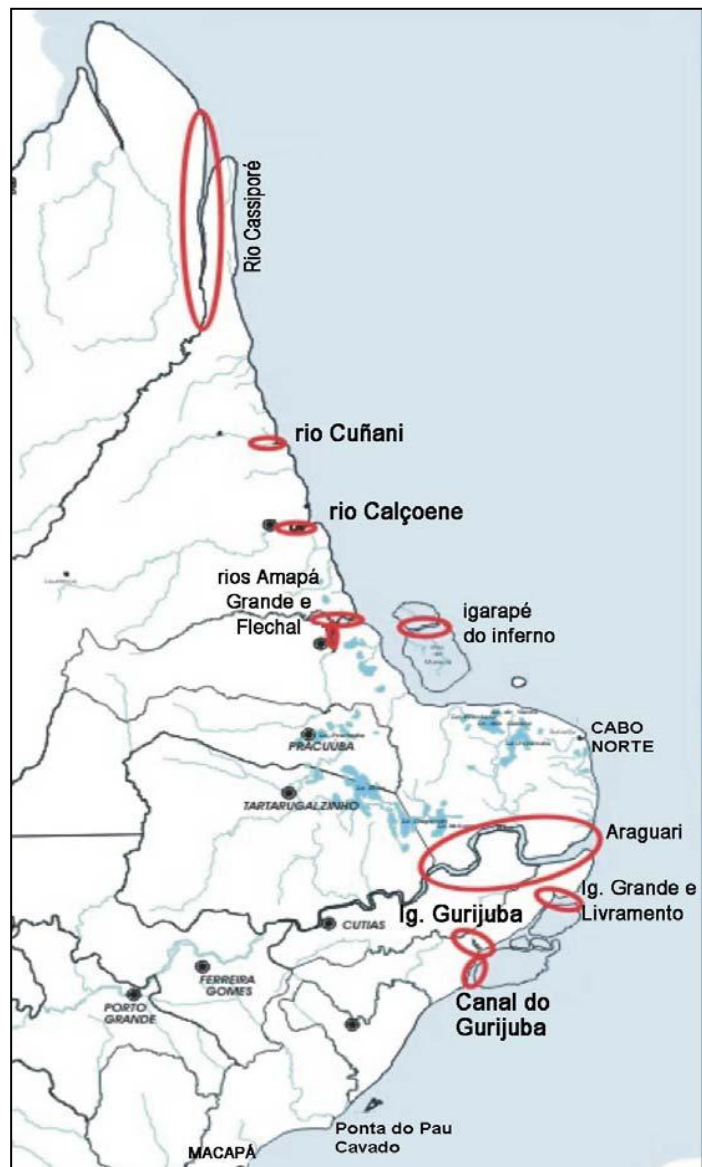 Rio Cassiporé
rio Cuñani
rio Calçoene
rios Amapá
Grande e
Flechal
igarapé
do inferno
CABO
NORTE
PRACUÚBA
TARTARUGALZINHO
Araguari
Ig. Grande e
Livramento
Ig. Gurijuba
CUTIAS
FERREIRA
GOMES
PORTO
GRANDE
Canal do
Gurijuba
Ponta do Pau
Cavado
MACAPÁ